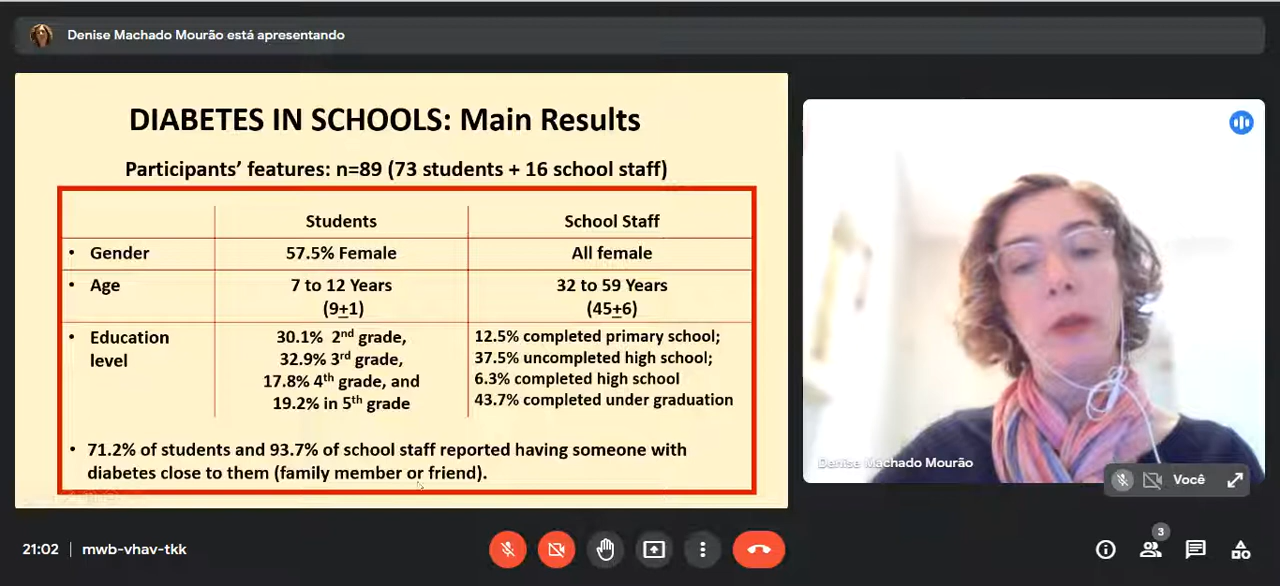 Denise Machado Mourão está apresentando
DIABETES IN SCHOOLS: Main Results
Participants' features: n=89 (73 students + 16 school staff)
Students School Staff
• Gender 57.5% Female All female
• Age 7 to 12 Years 32 to 59 Years
(9±1) (45±6)
• Education 30.1% 2nd grade, 12.5% completed primary school;
level 32.9% 3rd grade, 37.5% uncompleted high school;
17.8% 4th grade, and 6.3% completed high school
19.2% in 5th grade 43.7% completed under graduation
• 71.2% of students and 93.7% of school staff reported having someone with
diabetes close to them (family member or friend).
Denise Machado Mourão
Você
21:02 | mwb-vhav-tkk
3